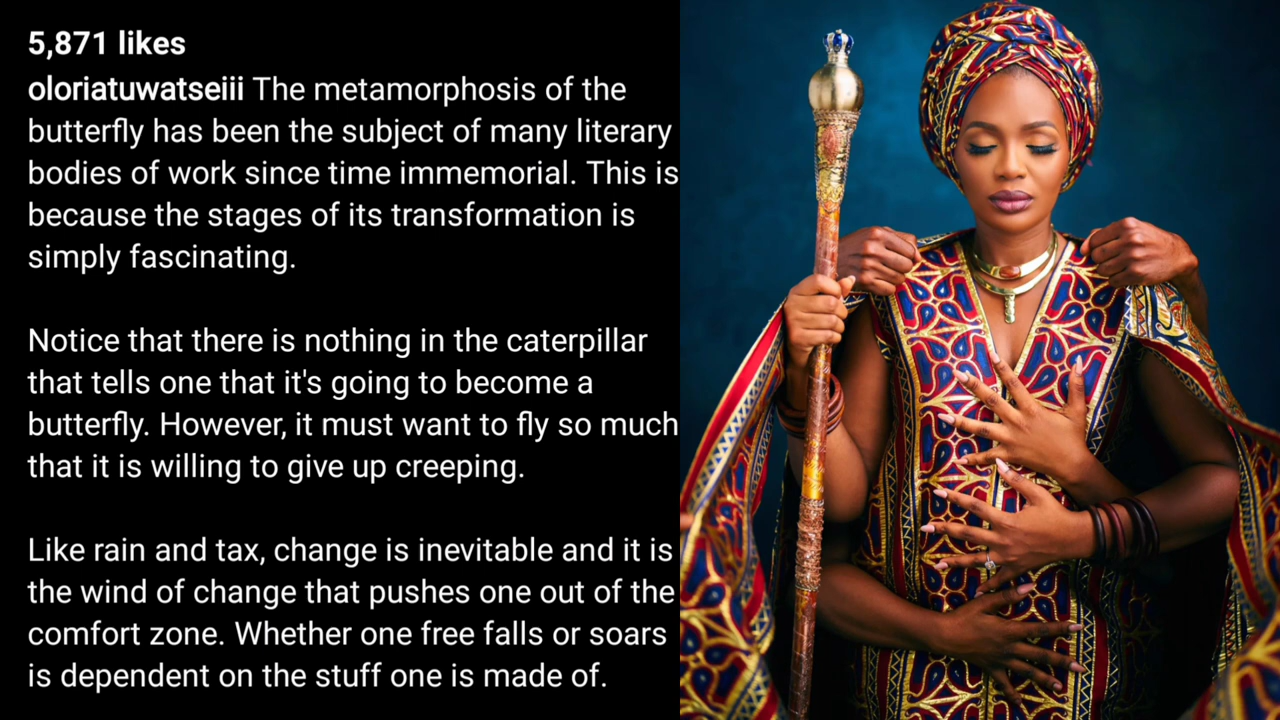 5,871 likes
oloriatuwatseiii The metamorphosis of the
butterfly has been the subject of many literary
bodies of work since time immemorial. This is
because the stages of its transformation is
simply fascinating.
Notice that there is nothing in the caterpillar
that tells one that it's going to become a
butterfly. However, it must want to fly so much
that it is willing to give up creeping.
Like rain and tax, change is inevitable and it is
the wind of change that pushes one out of the
comfort zone. Whether one free falls or soars
is dependent on the stuff one is made of.